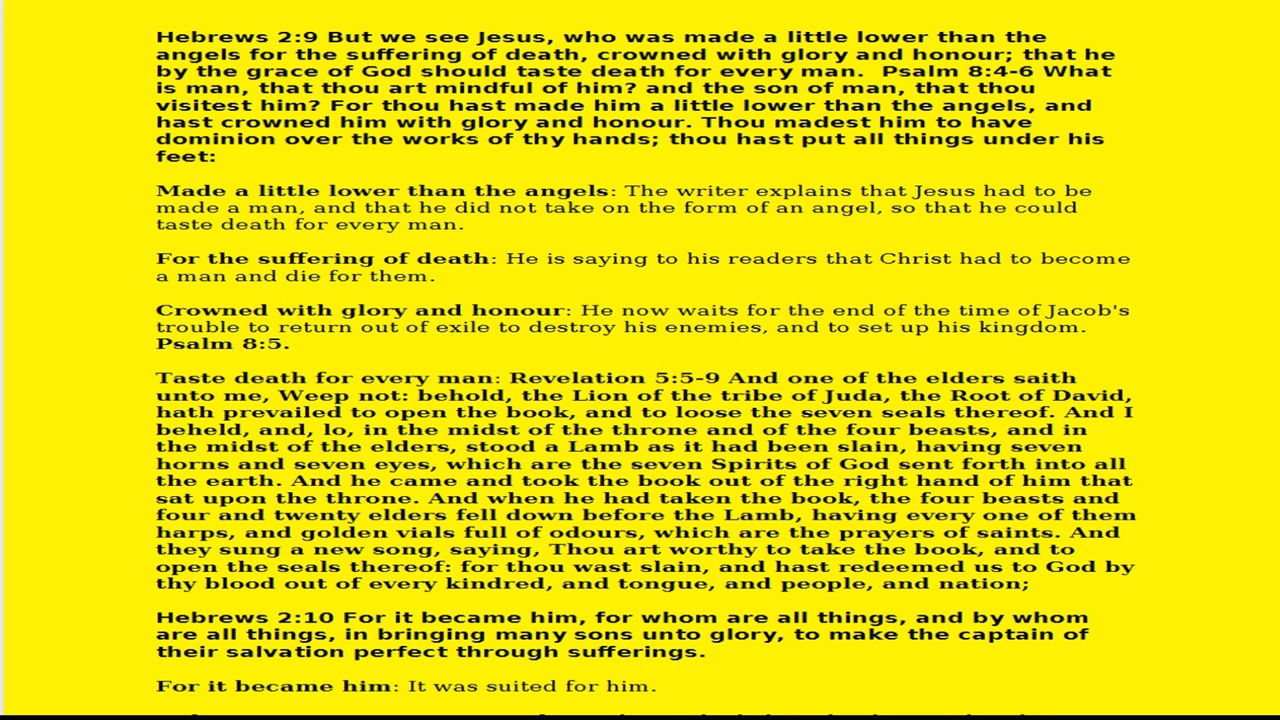 Hebrews 2:9 But we see Jesus, who was made a little lower than the
angels for the suffering of death, crowned with glory and honour; that he
by the grace of God should taste death for every man.  Psalm 8:4-6 What
is man, that thou art mindful of him? and the son of man, that thou
visitest him? For thou hast made him a little lower than the angels, and
hast crowned him with glory and honour. Thou madest him to have
dominion over the works of thy hands; thou hast put all things under his
feet:
Made a little lower than the angels: The writer explains that Jesus had to be
made a man, and that he did not take on the form of an angel, so that he could
taste death for every man.
For the suffering of death: He is saying to his readers that Christ had to become
a man and die for them.
Crowned with glory and honour: He now waits for the end of the time of Jacob's
trouble to return out of exile to destroy his enemies, and to set up his kingdom.
Psalm 8:5.
Taste death for every man: Revelation 5:5-9 And one of the elders saith
unto me, Weep not: behold, the Lion of the tribe of Juda, the Root of David,
hath prevailed to open the book, and to loose the seven seals thereof. And I
beheld, and, lo, in the midst of the throne and of the four beasts, and in
the midst of the elders, stood a Lamb as it had been slain, having seven
horns and seven eyes, which are the seven Spirits of God sent forth into all
the earth. And he came and took the book out of the right hand of him that
sat upon the throne. And when he had taken the book, the four beasts and
four and twenty elders fell down before the Lamb, having every one of them
harps, and golden vials full of odours, which are the prayers of saints. And
they sung a new song, saying, Thou art worthy to take the book, and to
open the seals thereof: for thou wast slain, and hast redeemed us to God by
thy blood out of every kindred, and tongue, and people, and nation;
Hebrews 2:10 For it became him, for whom are all things, and by whom
are all things, in bringing many sons unto glory, to make the captain of
their salvation perfect through sufferings.
For it became him: It was suited for him.